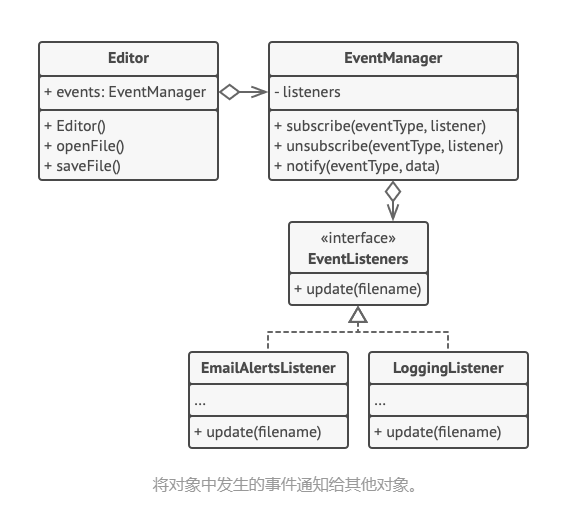 Editor
+ events: EventManager
+ Editor()
+ openFile()
+ saveFile()
EventManager
- listeners
+ subscribe(eventType, listener)
+ unsubscribe(eventType, listener)
+ notify(eventType, data)
«interface»
EventListeners
+ update(filename)
EmailAlertsListener
...
+ update(filename)
LoggingListener
...
+ update(filename)
将对象中发生的事件通知给其他对象。